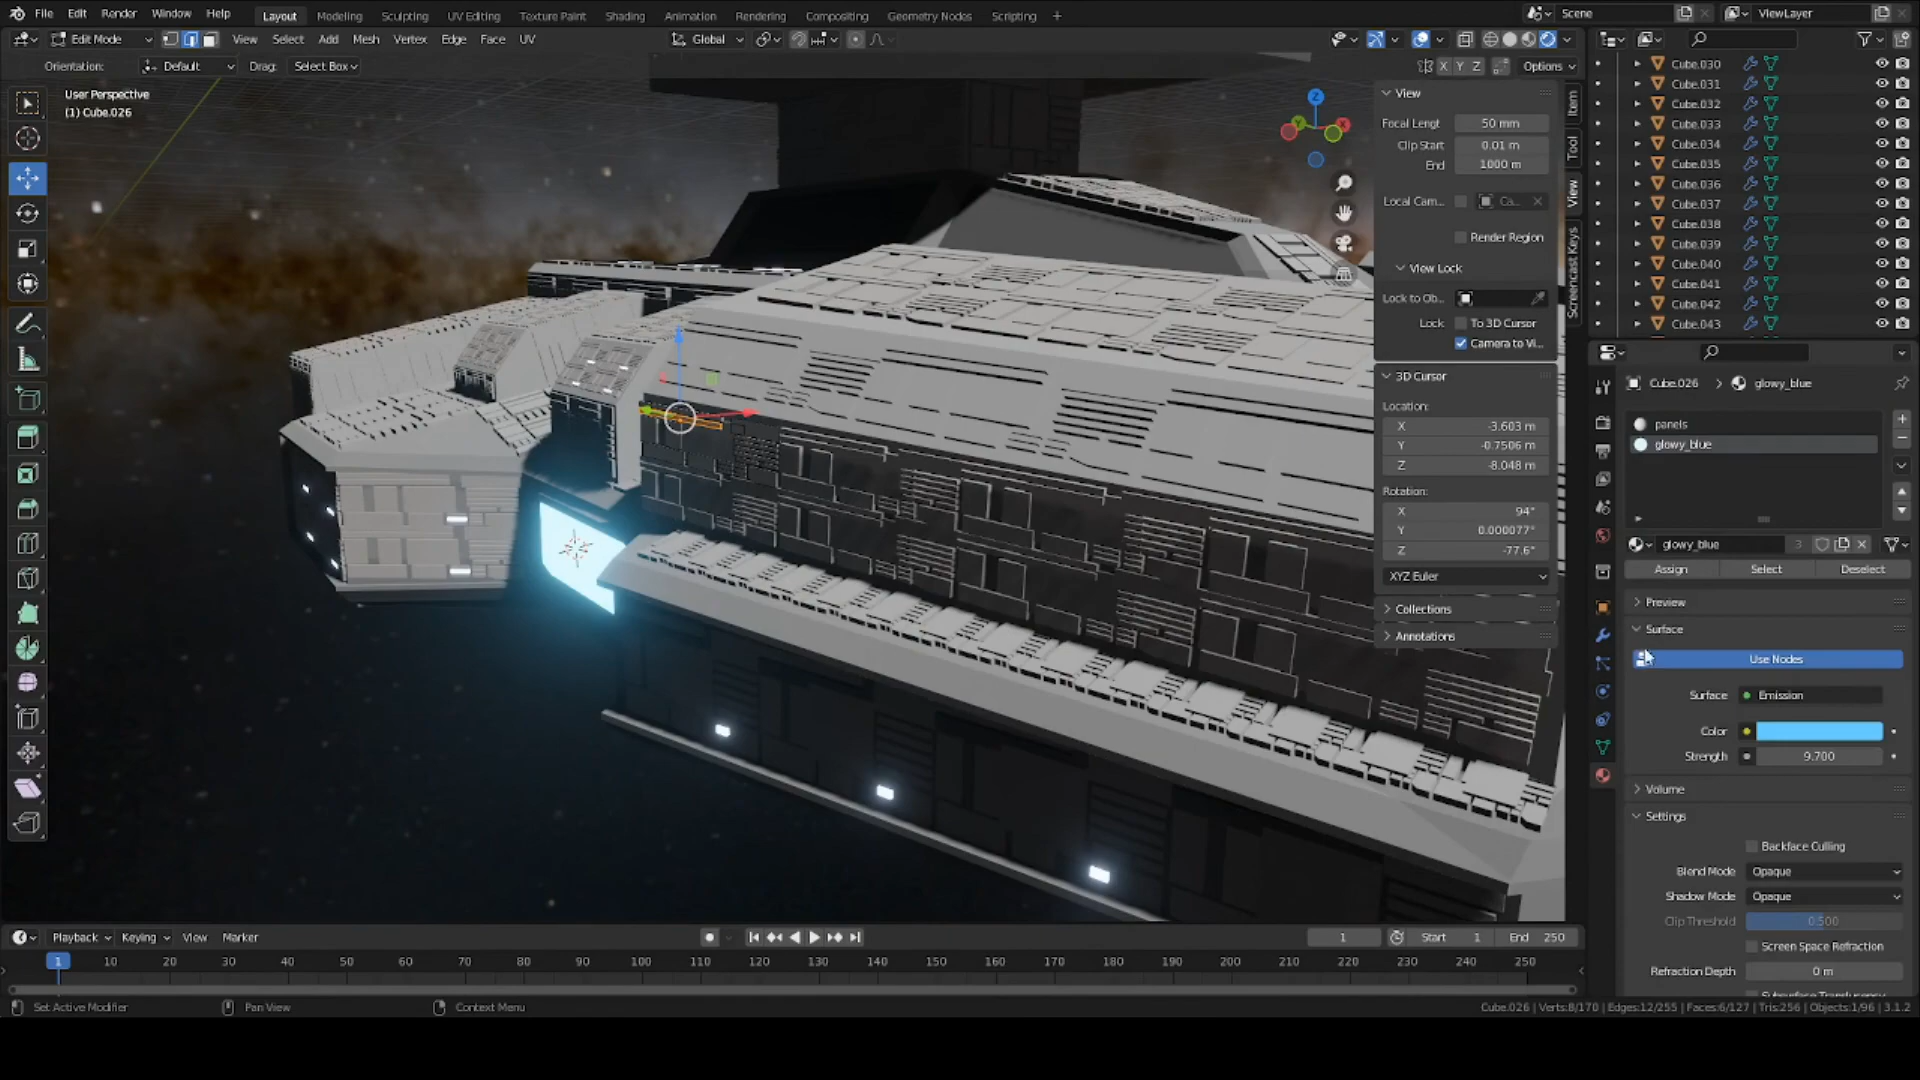 File Edit Render Window Help Layout Modeling Sculpting UV Editing Texture Paint Shading Animation Rendering Compositing Geometry Nodes Scripting + Scene ViewLayer
Edit Mode View Select Add Mesh Vertex Edge Face UV Global
Orientation: Default Drag: Select Box X Y Z Options
User Perspective
(1) Cube.026
View
Focal Lengt 50 mm
Clip Start 0.01 m
End 1000 m
Local Cam... Ca...
Render Region
View Lock
Lock to Ob...
Lock: To 3D Cursor
Camera to Vi...
3D Cursor
Location:
X -3.603 m
Y -0.7506 m
Z -8.048 m
Rotation:
X 94°
Y 0.000077°
Z -77.6°
XYZ Euler
Collections
Annotations
Item
Tool
View
Screencast Keys
Cube.030
Cube.031
Cube.032
Cube.033
Cube.034
Cube.035
Cube.036
Cube.037
Cube.038
Cube.039
Cube.040
Cube.041
Cube.042
Cube.043
Cube.026 > glowy_blue
panels
glowy_blue
glowy_blue 3
Assign Select Deselect
Preview
Surface
Use Nodes
Surface Emission
Color
Strength 9.700
Volume
Settings
Backface Culling
Blend Mode Opaque
Shadow Mode Opaque
Clip Threshold 0.500
Screen Space Refraction
Refraction Depth 0 m
Subsurface Translucency
Playback Keying View Marker 1 Start 1 End 250
1 10 20 30 40 50 60 70 80 90 100 110 120 130 140 150 160 170 180 190 200 210 220 230 240 250
Set Active Modifier Pan View Context Menu Cube.026 | Verts:8/170 | Edges:12/255 | Faces:6/127 | Tris:256 | Objects:1/96 | 3.1.2